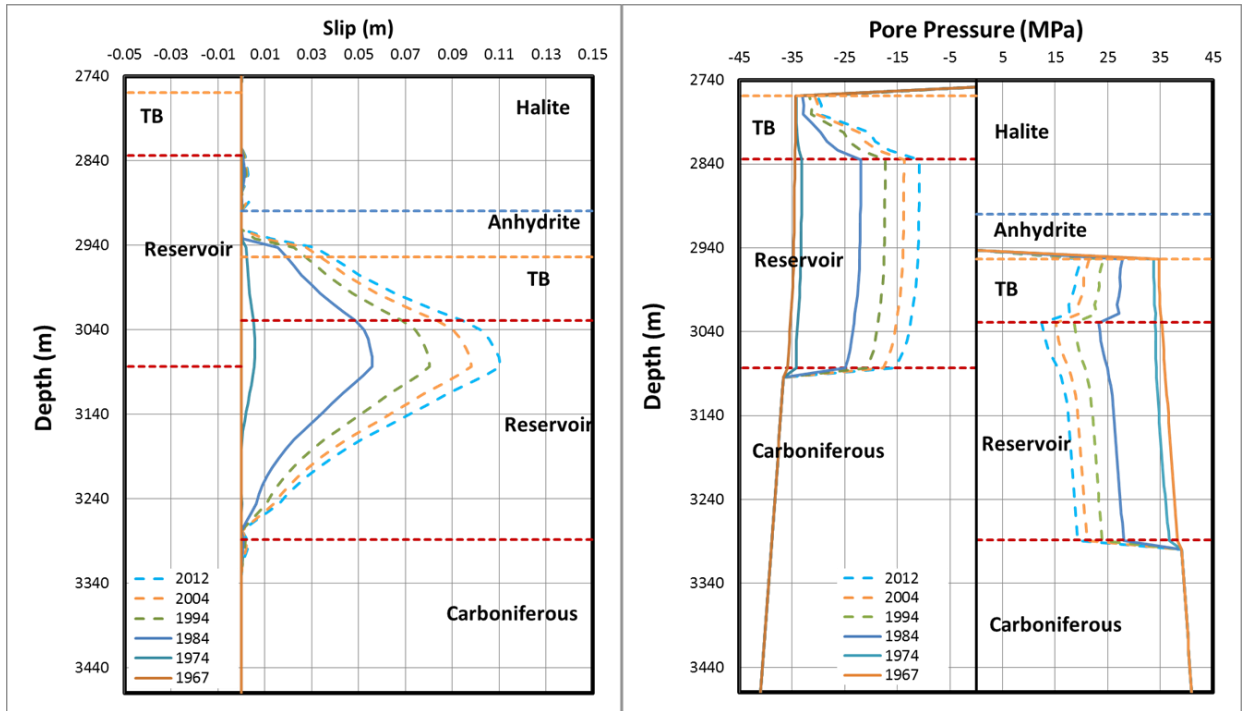 Slip (m)
-0.05 -0.03 -0.01 0.01 0.03 0.05 0.07 0.09 0.11 0.13 0.15
Depth (m)
2740
2840
2940
3040
3140
3240
3340
3440
TB
Halite
Reservoir
Anhydrite
TB
Reservoir
Carboniferous
2012
2004
1994
1984
1974
1967
Pore Pressure (MPa)
-45 -35 -25 -15 5 15 25 35 45
Depth (m)
2740
2840
2940
3040
3140
3240
3340
3440
TB
Halite
Reservoir
Anhydrite
TB
Carboniferous
Reservoir
Carboniferous
2012
2004
1994
1984
1974
1967